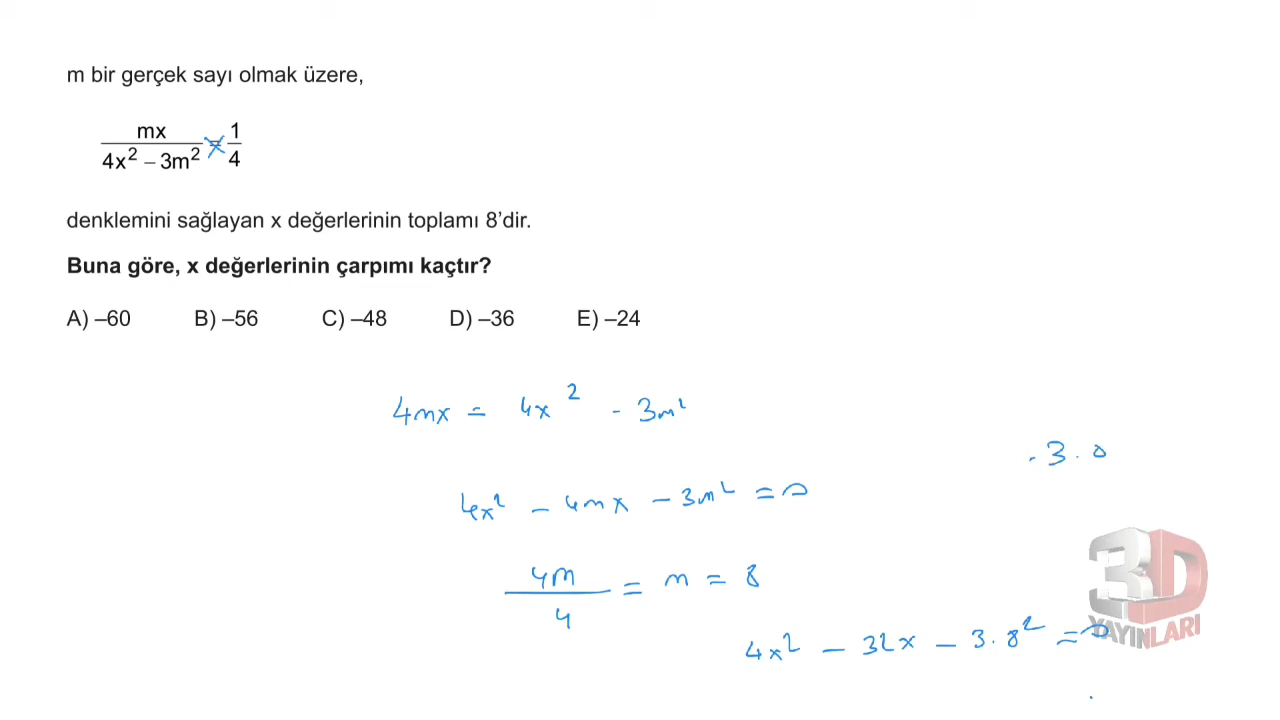 m bir gerçek sayı olmak üzere,
mx / 4x² – 3m² = 1 / 4
denklemini sağlayan x değerlerinin toplamı 8'dir.
Buna göre, x değerlerinin çarpımı kaçtır?
A) –60 B) –56 C) –48 D) –36 E) –24
4mx = 4x² - 3m²
- 3 . 8
4x² - 4mx - 3m² = 0
4m / 4 = m = 8
4x² - 32x - 3.8² = 0
3D
YAYINLARI